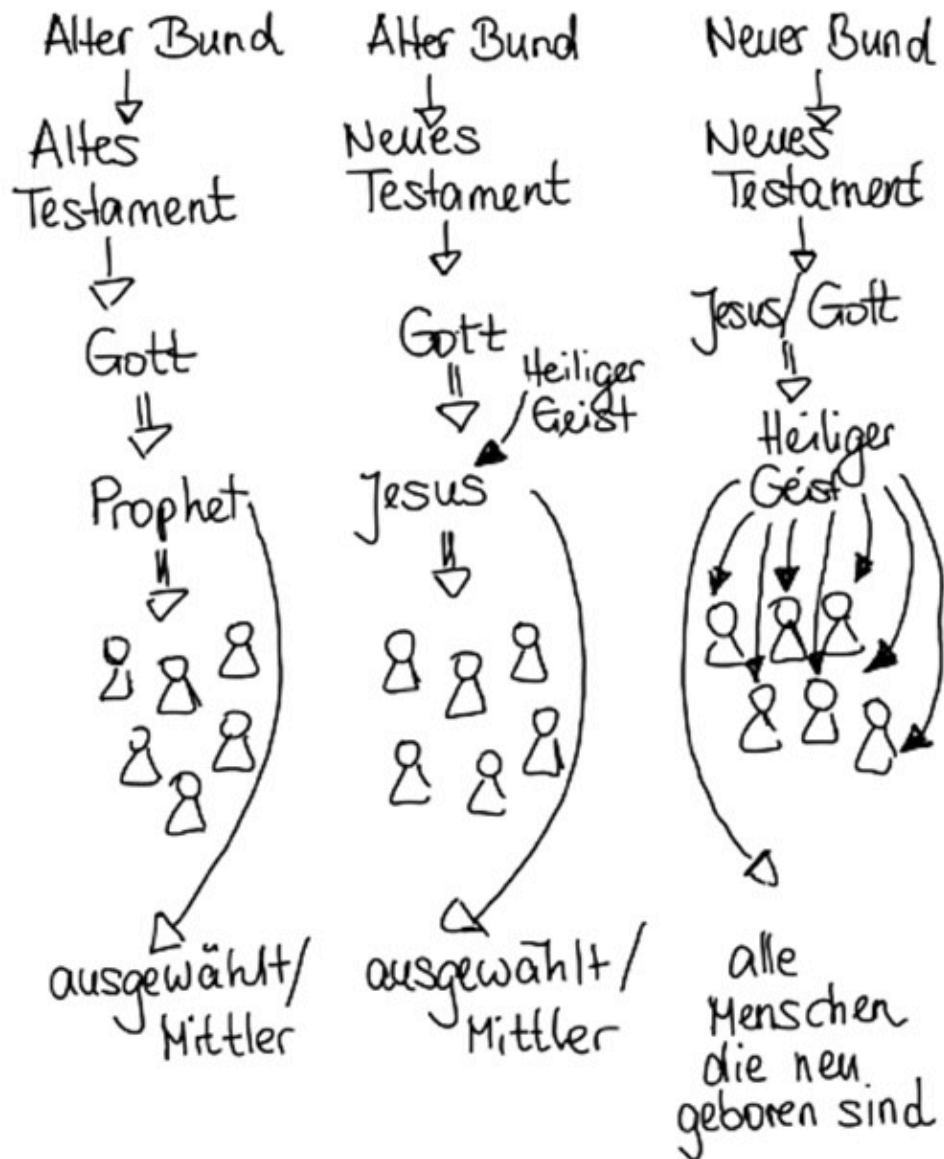 Alter Bund
Altes
Testament
Gott
Prophet
ausgewählt/
Mittler
Alter Bund
Neues
Testament
Gott
Heiliger
Geist
Jesus
ausgewählt/
Mittler
Neuer Bund
Neues
Testament
Jesus/Gott
Heiliger
Geist
alle
Menschen
die neu
geboren sind